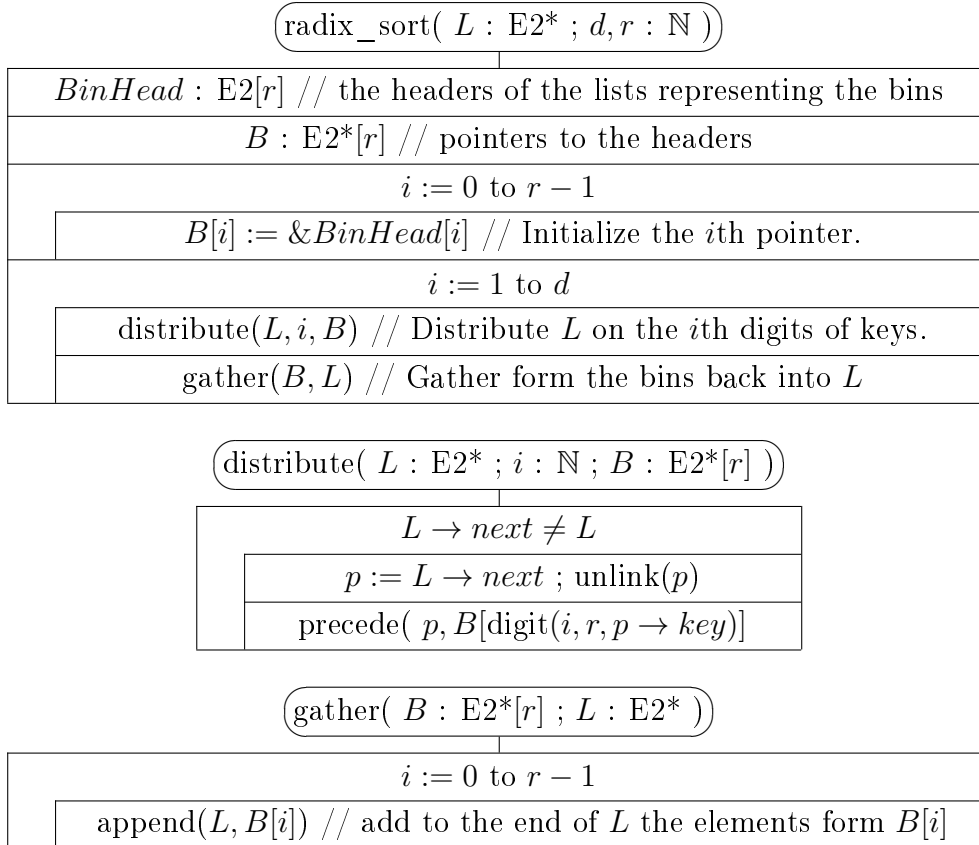 radix_sort( L : E2* ; d, r : ℕ )
BinHead : E2[r] // the headers of the lists representing the bins
B : E2*[r] // pointers to the headers
i := 0 to r − 1
B[i] := &BinHead[i] // Initialize the ith pointer.
i := 1 to d
distribute(L, i, B) // Distribute L on the ith digits of keys.
gather(B, L) // Gather form the bins back into L
distribute( L : E2* ; i : ℕ ; B : E2*[r] )
L → next ≠ L
p := L → next ; unlink(p)
precede( p, B[digit(i, r, p → key)]
gather( B : E2*[r] ; L : E2* )
i := 0 to r − 1
append(L, B[i]) // add to the end of L the elements form B[i]